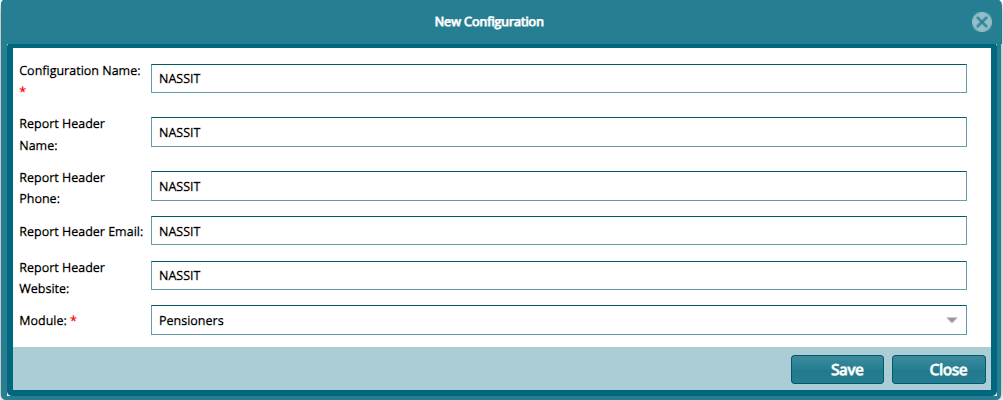 New Configuration
Configuration Name:
*
NASSIT
Report Header
Name:
NASSIT
Report Header
Phone:
NASSIT
Report Header Email:
NASSIT
Report Header
Website:
NASSIT
Module: *
Pensioners
Save
Close